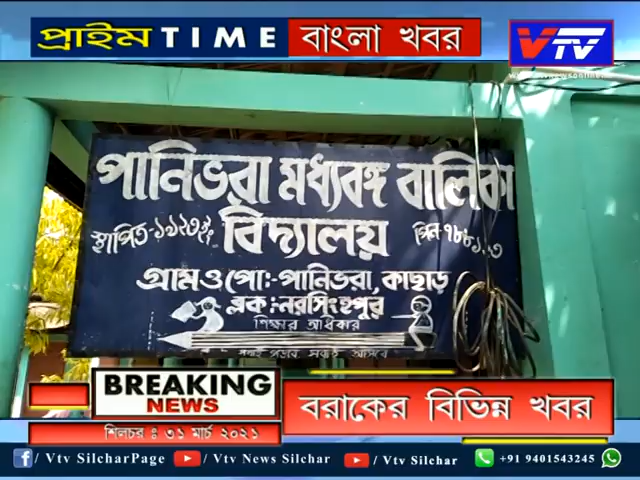 প্রাইম TIME বাংলা খবর
VTV
পানিভরা মধ্যবঙ্গ বালিকা
বিদ্যালয়
গ্রাম ও পো:-পানিভরা, কাছাড়
ব্লক:নরসিংহপুর
শিক্ষার অধিকার
BREAKING
NEWS
বরাকের বিভিন্ন খবর
শিলচর ঃ ৩১ মার্চ ২০২১
/ Vtv SilcharPage / Vtv News Silchar / Vtv Silchar +91 9401543245